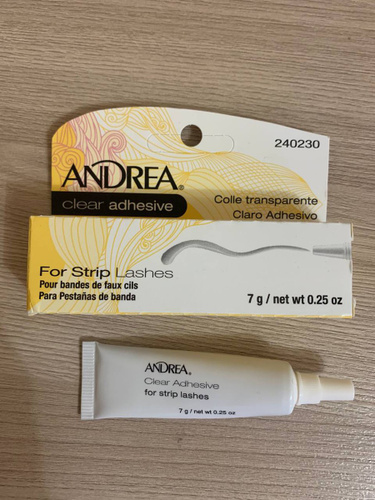 240230
ANDREA®
clear adhesive
Colle transparente
Claro Adhesivo
For Strip Lashes
Pour bandes de faux cils
Para Pestañas de banda
7 g / net wt 0.25 oz
ANDREA®
Clear Adhesive
for strip lashes
7 g / net wt 0.25 oz